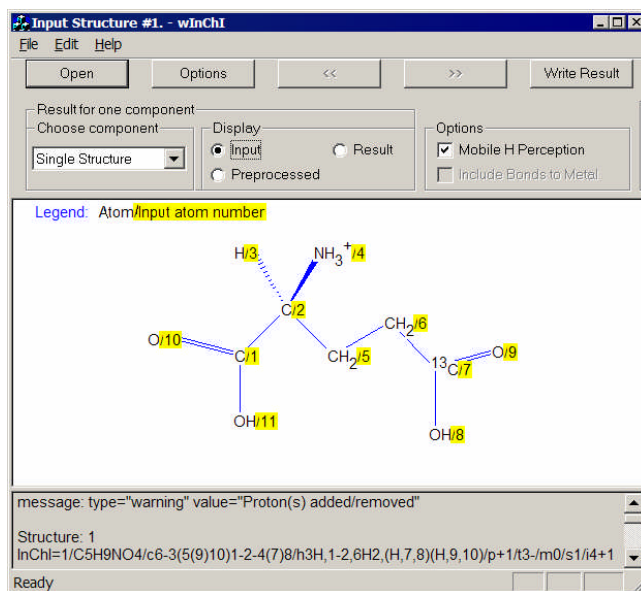 Input Structure #1. - wInChI
File Edit Help
Open Options << >> Write Result
Result for one component
Choose component
Single Structure
Display
Input Result
Preprocessed
Options
Mobile H Perception
Include Bonds to Metal
Legend: Atom/Input atom number
H/3 NH3+/4
C/2
CH2/6
O/10
C/1
CH2/5
13C/7
O/9
OH/11
OH/8
message: type="warning" value="Proton(s) added/removed"
Structure: 1
InChI=1/C5H9NO4/c6-3(5(9)10)1-2-4(7)8/h3H,1-2,6H2,(H,7,8)(H,9,10)/p+1/t3-/m0/s1/i4+1
Ready